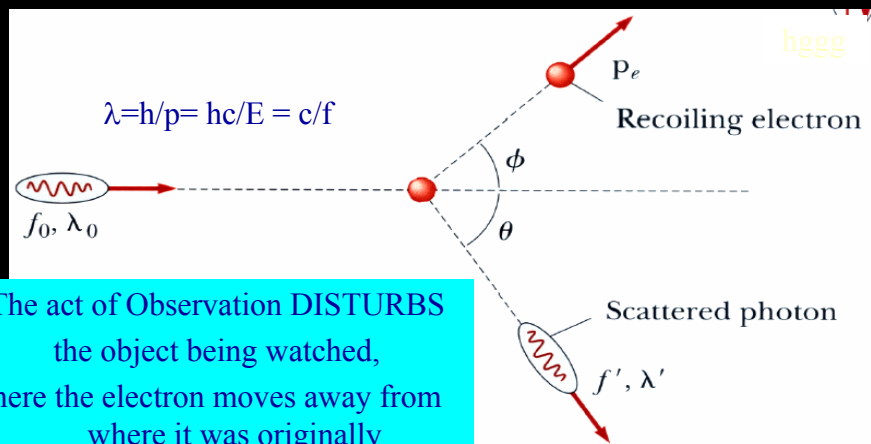 hggg
λ=h/p= hc/E = c/f
pe
Recoiling electron
ϕ
f0, λ0
θ
The act of Observation DISTURBS
the object being watched,
here the electron moves away from
where it was originally
Scattered photon
f′, λ′